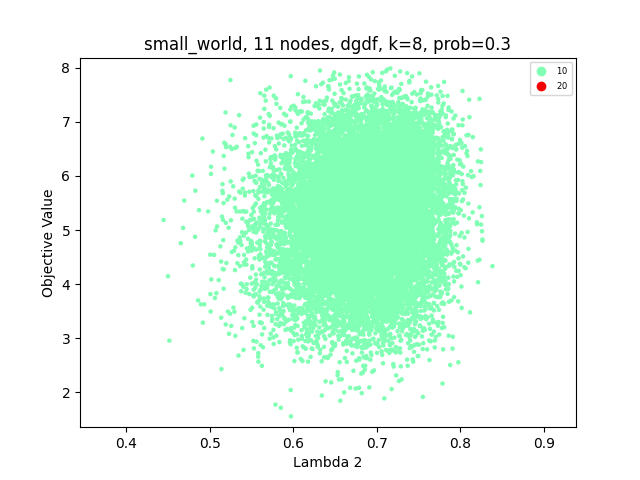 small_world, 11 nodes, dgdf, k=8, prob=0.3
10
20
8
7
6
5
4
3
2
Objective Value
0.4 0.5 0.6 0.7 0.8 0.9
Lambda 2